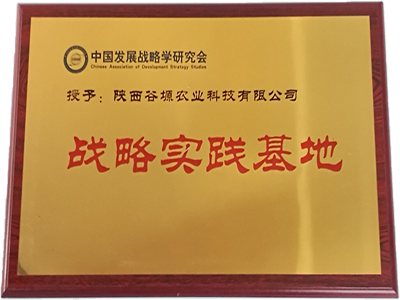 中国发展战略学研究会
Chinese Association of Development Strategy Studies
授予：陕西谷塬农业科技有限公司
战略实践基地